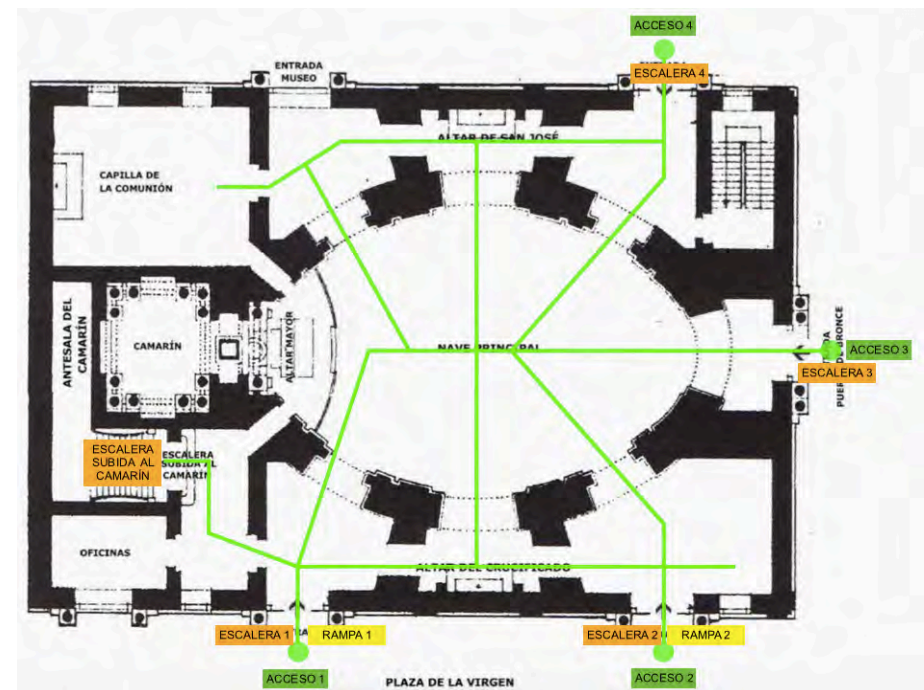 ACCESO 4
ENTRADA
MUSEO
ESCALERA 4
ALTAR DE SAN JOSÉ
CAPILLA DE
LA COMUNIÓN
ANTESALA DEL
CAMARÍN
CAMARÍN
ALTAR MAYOR
NAVE PRINCIPAL
ACCESO 3
ESCALERA 3
ESCALERA
SUBIDA AL
CAMARÍN
ESCALERA
SUBIDA AL
CAMARÍN
OFICINAS
ALTAR DEL CRUCIFICADO
ESCALERA 1
RAMPA 1
ESCALERA 2
RAMPA 2
ACCESO 1
ACCESO 2
PLAZA DE LA VIRGEN